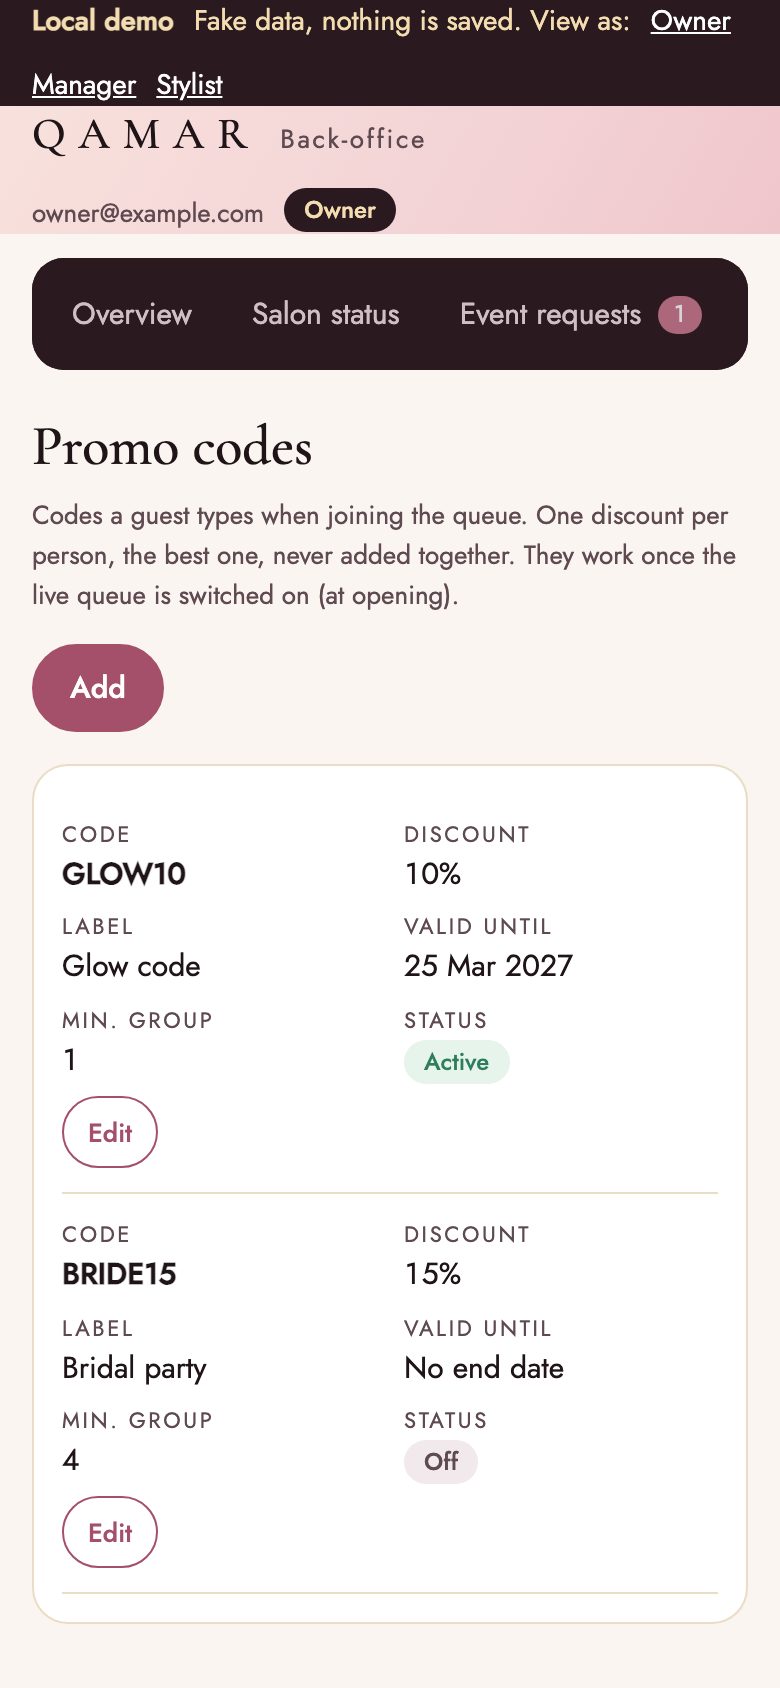 Local demo Fake data, nothing is saved. View as: Owner
Manager Stylist
QAMAR Back-office
owner@example.com Owner
Overview Salon status Event requests 1
Promo codes
Codes a guest types when joining the queue. One discount per
person, the best one, never added together. They work once the
live queue is switched on (at opening).
Add
CODE DISCOUNT
GLOW10 10%
LABEL VALID UNTIL
Glow code 25 Mar 2027
MIN. GROUP STATUS
1 Active
Edit
CODE DISCOUNT
BRIDE15 15%
LABEL VALID UNTIL
Bridal party No end date
MIN. GROUP STATUS
4 Off
Edit